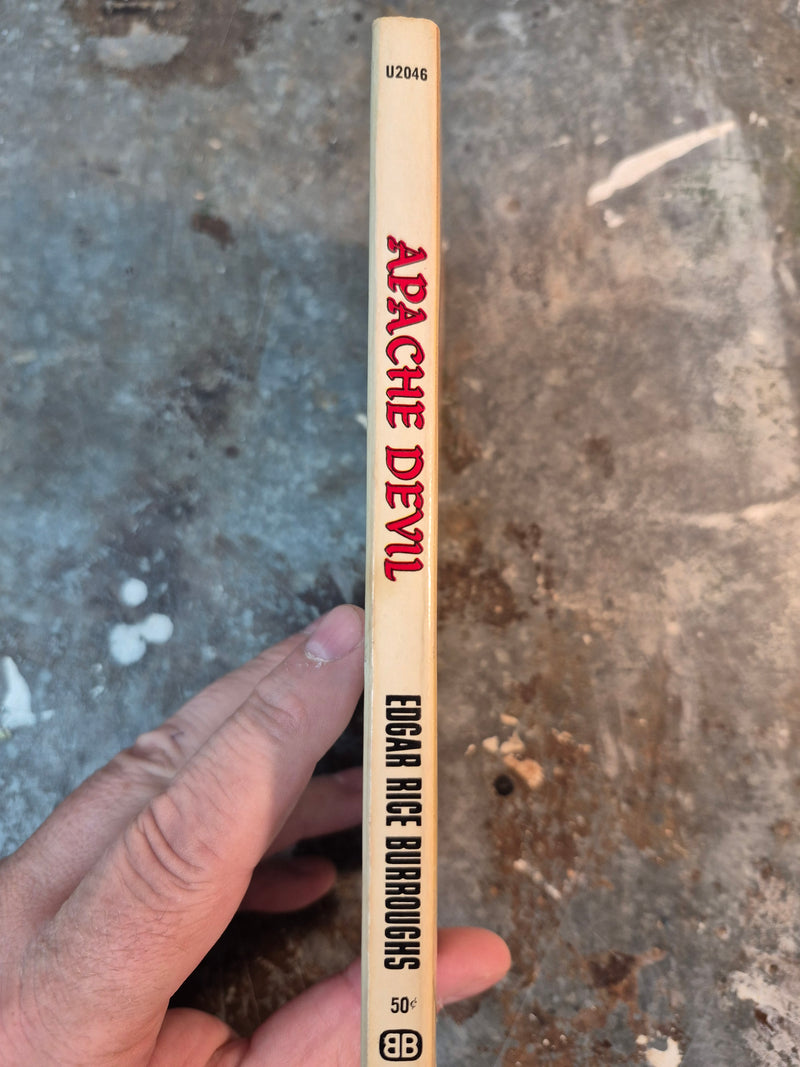 U2046
APACHE DEVIL
EDGAR RICE BURROUGHS
50¢
BB